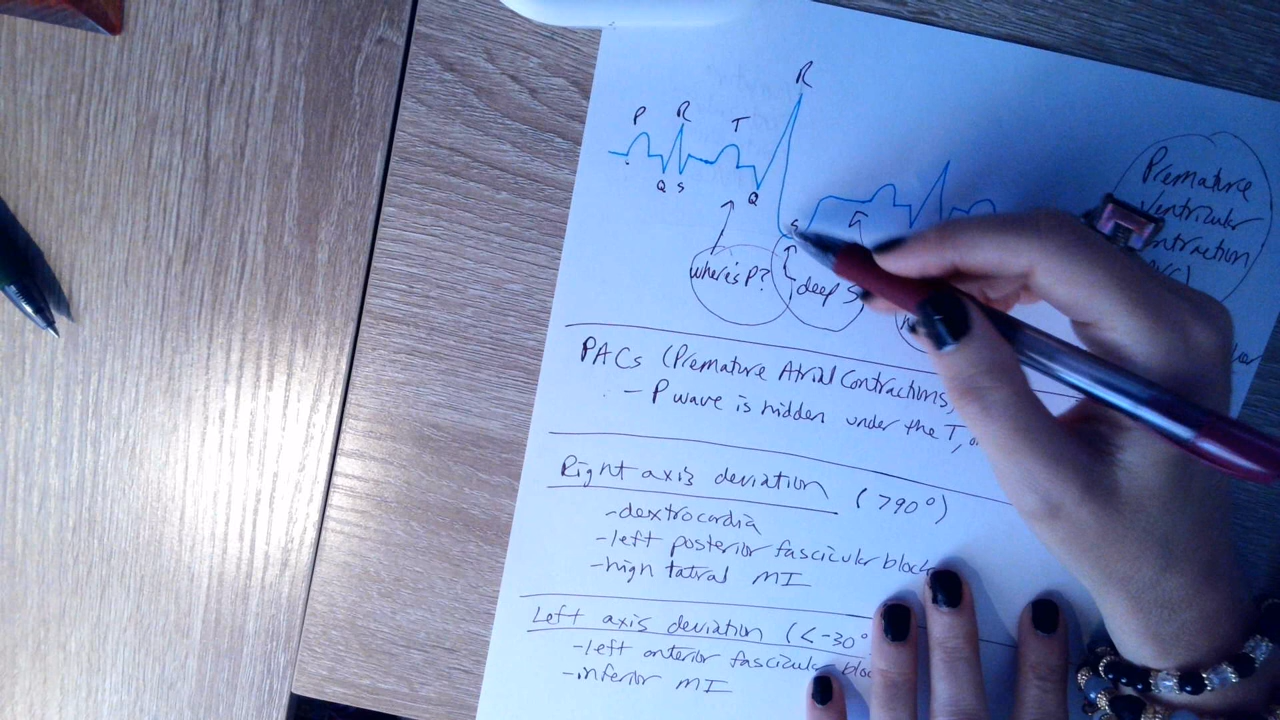 P R T R
Q S Q S
where's P?
deep S
Premature
Ventricular
PACs (Premature Atrial Contractions,
- P wave is hidden under the T,
Right axis deviation (>90°)
-dextrocardia
-left posterior fascicular block
-high lateral MI
Left axis deviation (<-30°
-left anterior fascicular
-inferior MI